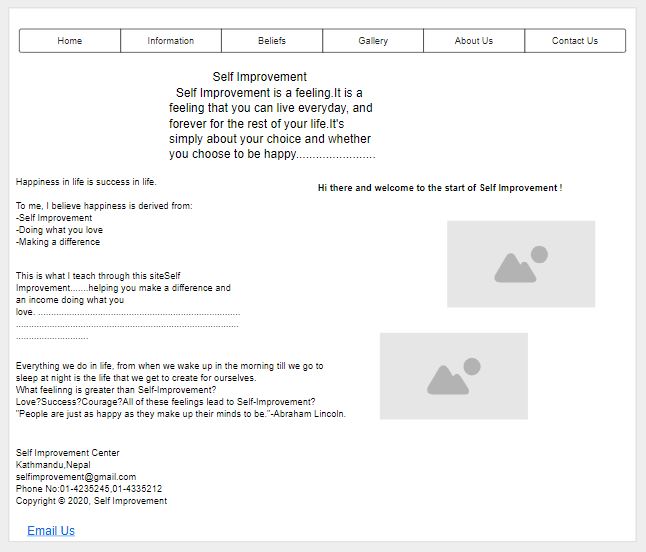 Home Information Beliefs Gallery About Us Contact Us
Self Improvement
Self Improvement is a feeling.It is a
feeling that you can live everyday, and
forever for the rest of your life.It's
simply about your choice and whether
you choose to be happy........................
Happiness in life is success in life.
Hi there and welcome to the start of Self Improvement !
To me, I believe happiness is derived from:
-Self Improvement
-Doing what you love
-Making a difference
This is what I teach through this siteSelf
Improvement.......helping you make a difference and
an income doing what you
love. ...........................................................................
...................................................................................
...........................
Everything we do in life, from when we wake up in the morning till we go to
sleep at night is the life that we get to create for ourselves.
What feelinng is greater than Self-Improvement?
Love?Success?Courage?All of these feelings lead to Self-Improvement?
"People are just as happy as they make up their minds to be."-Abraham Lincoln.
Self Improvement Center
Kathmandu,Nepal
selfimprovement@gmail.com
Phone No:01-4235245,01-4335212
Copyright © 2020, Self Improvement
Email Us